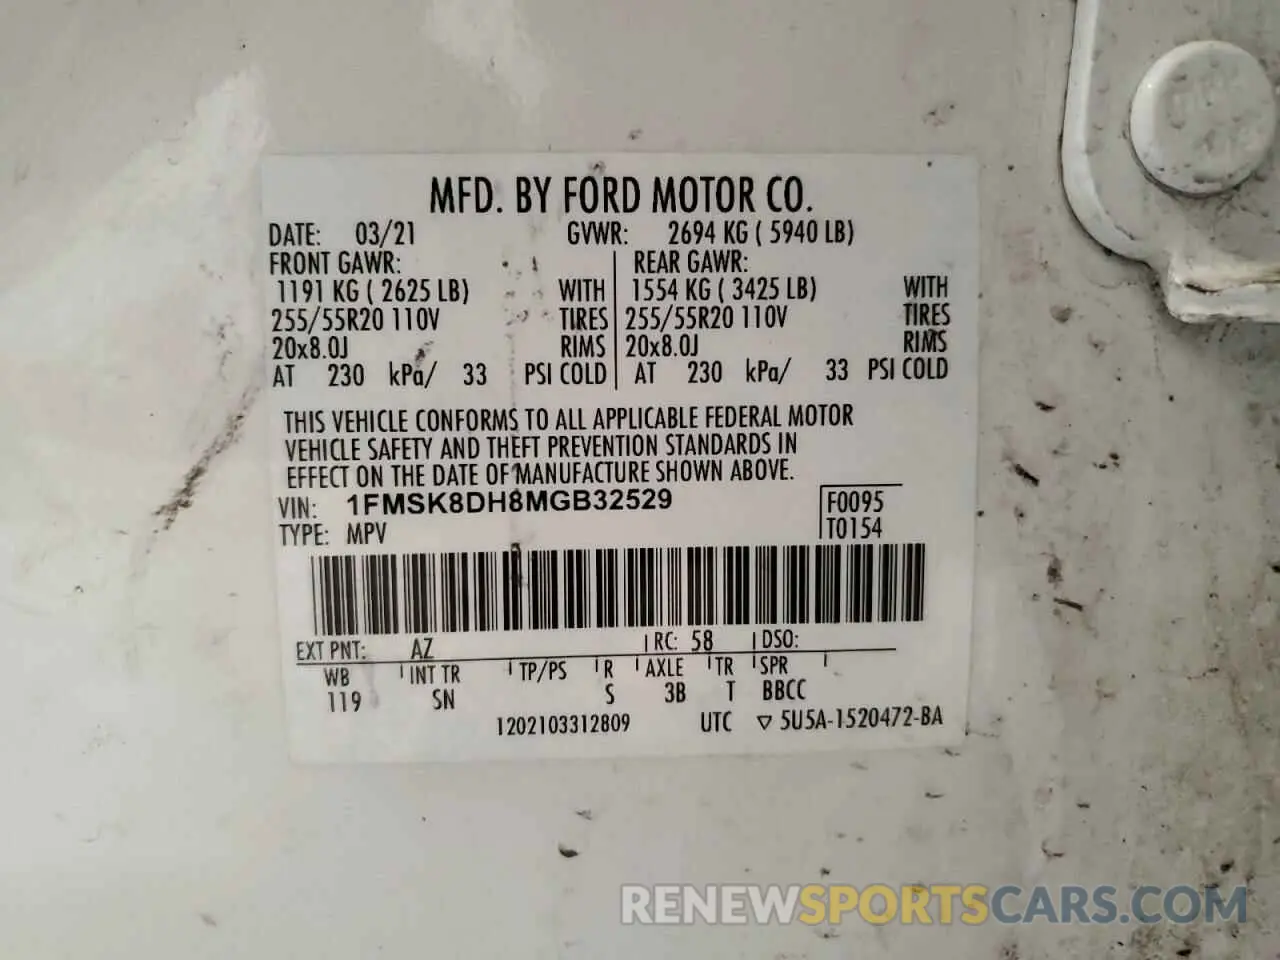 MFD. BY FORD MOTOR CO.
DATE: 03/21 GVWR: 2694 KG ( 5940 LB)
FRONT GAWR: REAR GAWR:
1191 KG ( 2625 LB) WITH 1554 KG ( 3425 LB) WITH
255/55R20 110V TIRES 255/55R20 110V TIRES
20x8.0J RIMS 20x8.0J RIMS
AT 230 kPa/ 33 PSI COLD AT 230 kPa/ 33 PSI COLD
THIS VEHICLE CONFORMS TO ALL APPLICABLE FEDERAL MOTOR
VEHICLE SAFETY AND THEFT PREVENTION STANDARDS IN
EFFECT ON THE DATE OF MANUFACTURE SHOWN ABOVE.
VIN: 1FMSK8DH8MGB32529 F0095
TYPE: MPV T0154
EXT PNT: AZ RC: 58 DSO:
WB INT TR TP/PS R AXLE TR SPR
119 SN S 3B T BBCC
1202103312809 UTC ▽ 5U5A-1520472-BA
RENEWSPORTSCARS.COM